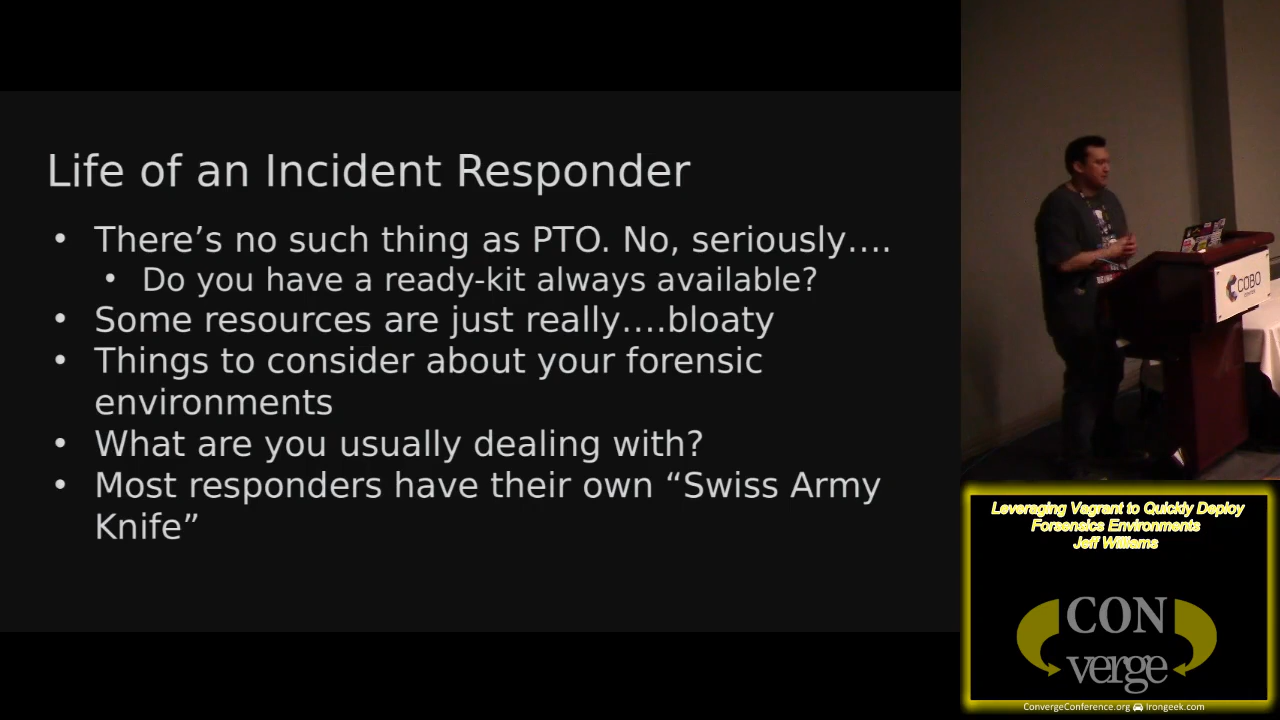 Life of an Incident Responder
• There’s no such thing as PTO. No, seriously….
• Do you have a ready-kit always available?
• Some resources are just really….bloaty
• Things to consider about your forensic
environments
• What are you usually dealing with?
• Most responders have their own “Swiss Army
Knife”
COBO
Leveraging Vagrant to Quickly Deploy
Forsensics Environments
Jeff Williams
CON
verge
ConvergeConference.org Irongeek.com